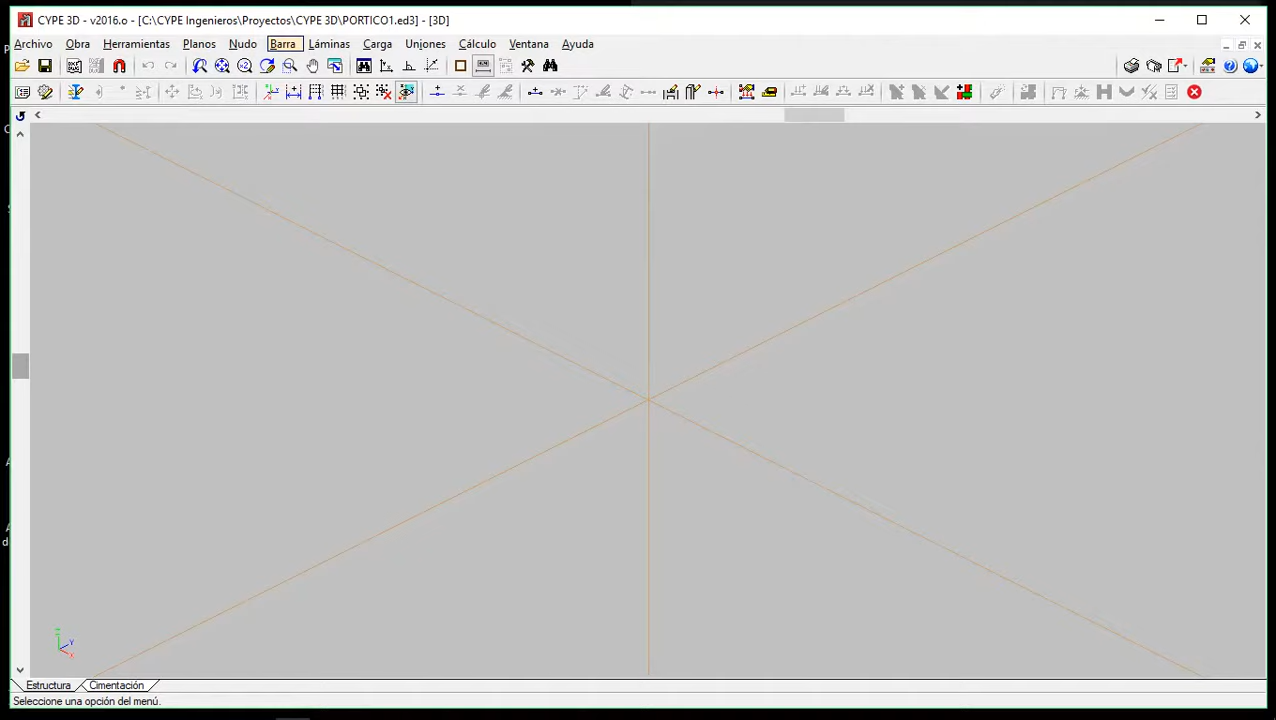 CYPE 3D - v2016.o - [C:\CYPE Ingenieros\Proyectos\CYPE 3D\PORTICO1.ed3] - [3D]
Archivo Obra Herramientas Planos Nudo Barra Láminas Carga Uniones Cálculo Ventana Ayuda
Z
Y
X
Estructura Cimentación
Seleccione una opción del menú.